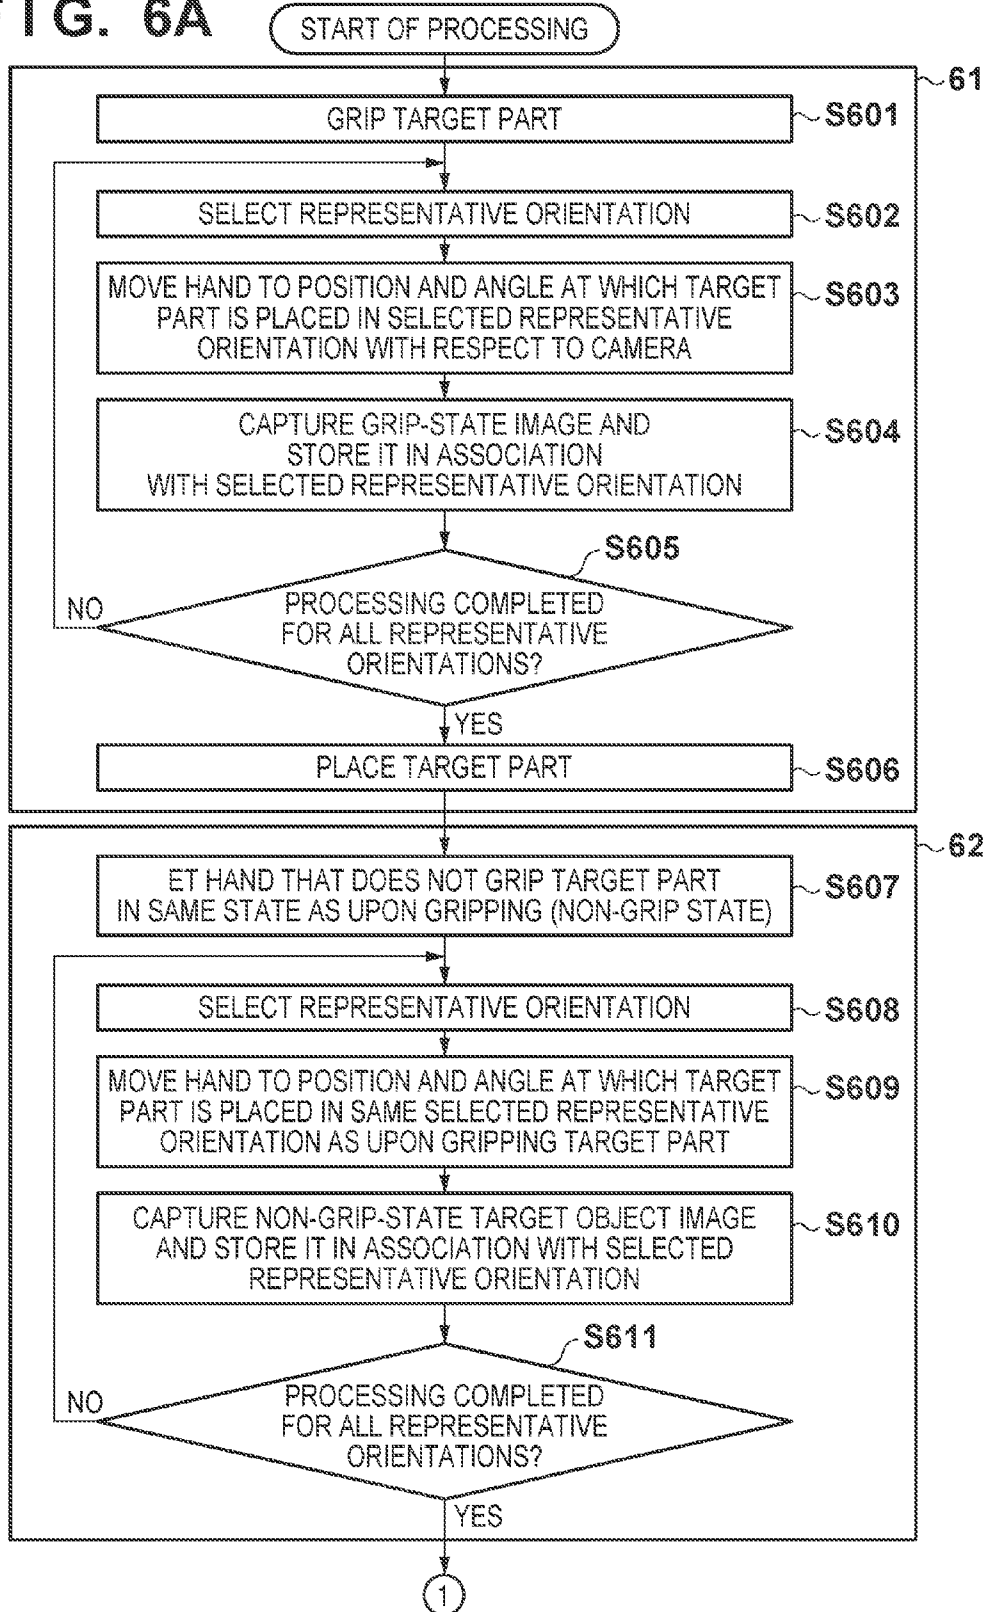 FIG. 6A
START OF PROCESSING
61
GRIP TARGET PART
S601
SELECT REPRESENTATIVE ORIENTATION
S602
MOVE HAND TO POSITION AND ANGLE AT WHICH TARGET
PART IS PLACED IN SELECTED REPRESENTATIVE
ORIENTATION WITH RESPECT TO CAMERA
S603
CAPTURE GRIP-STATE IMAGE AND
STORE IT IN ASSOCIATION
WITH SELECTED REPRESENTATIVE ORIENTATION
S604
S605
PROCESSING COMPLETED
FOR ALL REPRESENTATIVE
ORIENTATIONS?
NO
YES
PLACE TARGET PART
S606
62
ET HAND THAT DOES NOT GRIP TARGET PART
IN SAME STATE AS UPON GRIPPING (NON-GRIP STATE)
S607
SELECT REPRESENTATIVE ORIENTATION
S608
MOVE HAND TO POSITION AND ANGLE AT WHICH TARGET
PART IS PLACED IN SAME SELECTED REPRESENTATIVE
ORIENTATION AS UPON GRIPPING TARGET PART
S609
CAPTURE NON-GRIP-STATE TARGET OBJECT IMAGE
AND STORE IT IN ASSOCIATION WITH SELECTED
REPRESENTATIVE ORIENTATION
S610
S611
PROCESSING COMPLETED
FOR ALL REPRESENTATIVE
ORIENTATIONS?
NO
YES
1